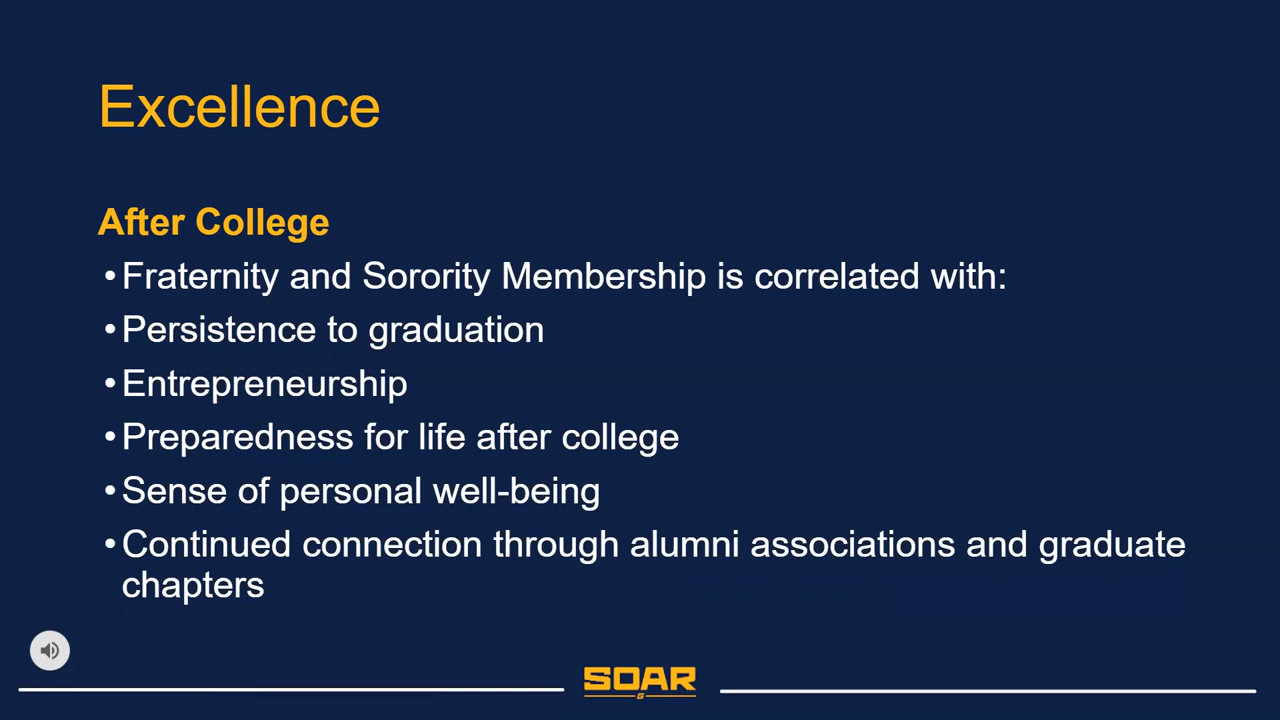 Excellence
After College
•Fraternity and Sorority Membership is correlated with:
•Persistence to graduation
•Entrepreneurship
•Preparedness for life after college
•Sense of personal well-being
•Continued connection through alumni associations and graduate
chapters
SOAR